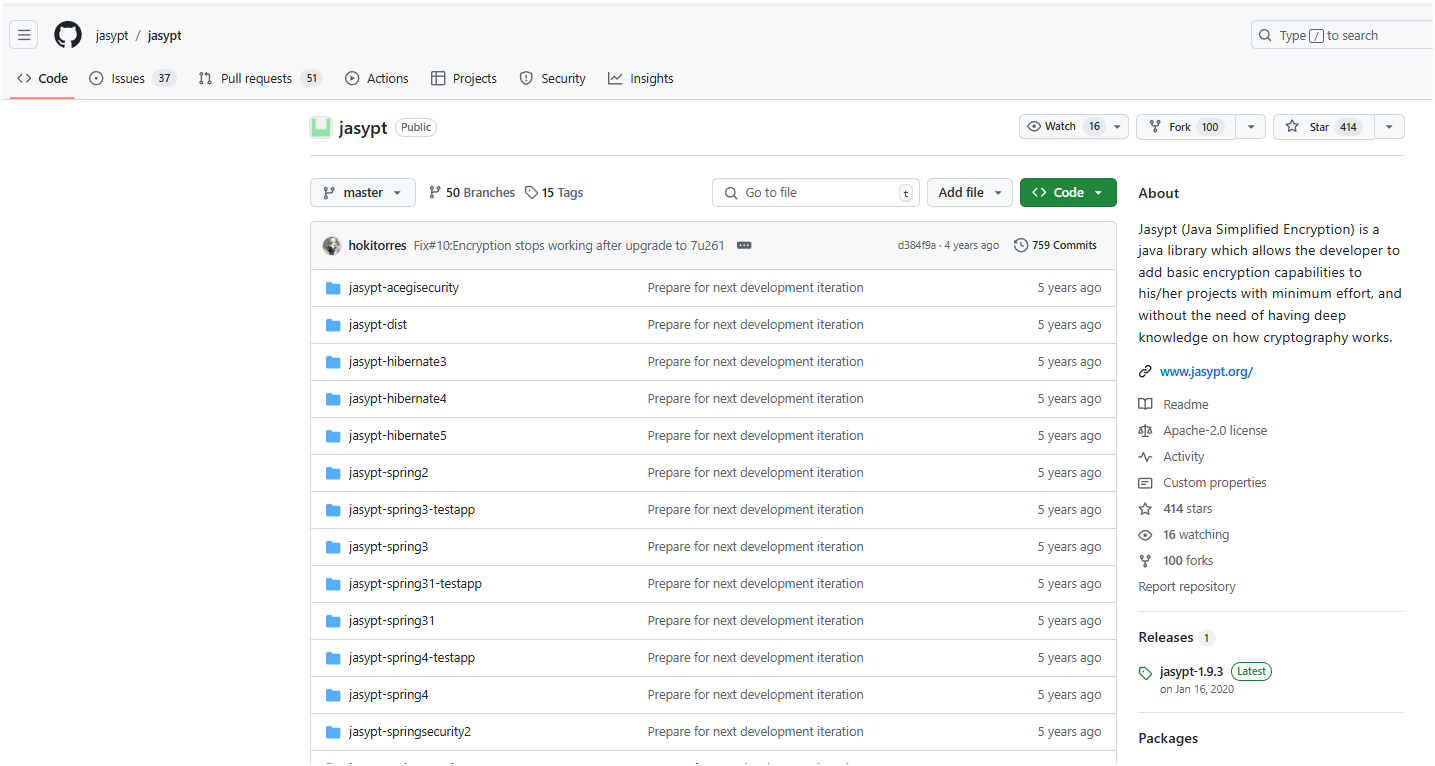 jasypt / jasypt
Type / to search
Code Issues 37 Pull requests 51 Actions Projects Security Insights
jasypt Public
Watch 16 Fork 100 Star 414
master 50 Branches 15 Tags Go to file t Add file Code
hokitorres Fix#10:Encryption stops working after upgrade to 7u261 d384f9a · 4 years ago 759 Commits
jasypt-acegisecurity Prepare for next development iteration 5 years ago
jasypt-dist Prepare for next development iteration 5 years ago
jasypt-hibernate3 Prepare for next development iteration 5 years ago
jasypt-hibernate4 Prepare for next development iteration 5 years ago
jasypt-hibernate5 Prepare for next development iteration 5 years ago
jasypt-spring2 Prepare for next development iteration 5 years ago
jasypt-spring3-testapp Prepare for next development iteration 5 years ago
jasypt-spring3 Prepare for next development iteration 5 years ago
jasypt-spring31-testapp Prepare for next development iteration 5 years ago
jasypt-spring31 Prepare for next development iteration 5 years ago
jasypt-spring4-testapp Prepare for next development iteration 5 years ago
jasypt-spring4 Prepare for next development iteration 5 years ago
jasypt-springsecurity2 Prepare for next development iteration 5 years ago
About
Jasypt (Java Simplified Encryption) is a
java library which allows the developer to
add basic encryption capabilities to
his/her projects with minimum effort, and
without the need of having deep
knowledge on how cryptography works.
www.jasypt.org/
Readme
Apache-2.0 license
Activity
Custom properties
414 stars
16 watching
100 forks
Report repository
Releases 1
jasypt-1.9.3 Latest
on Jan 16, 2020
Packages